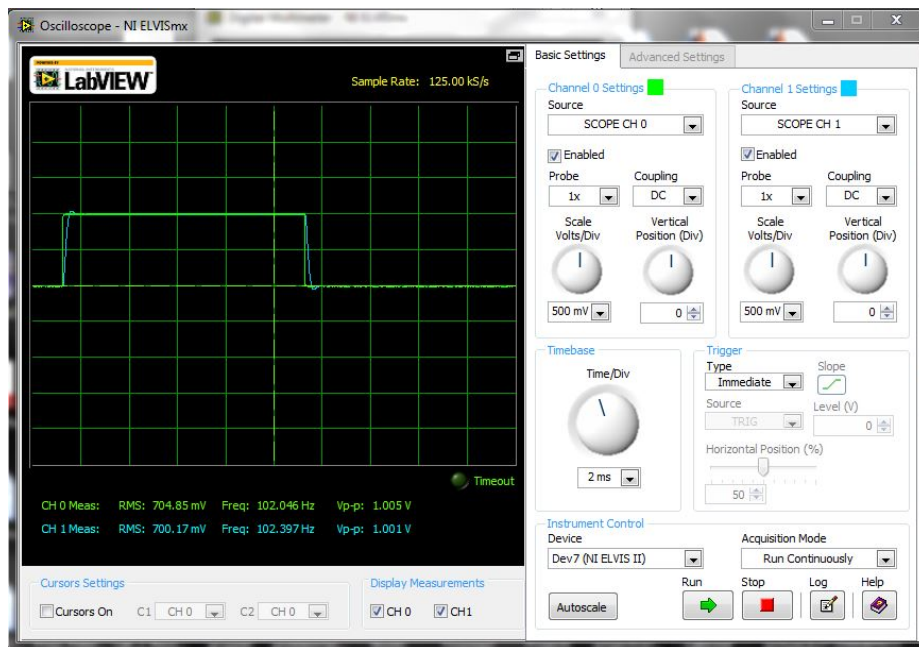 Oscilloscope - NI ELVISmx
LabVIEW
Sample Rate: 125.00 kS/s
Timeout
CH 0 Meas: RMS: 704.85 mV Freq: 102.046 Hz Vp-p: 1.005 V
CH 1 Meas: RMS: 700.17 mV Freq: 102.397 Hz Vp-p: 1.001 V
Cursors Settings
Cursors On C1 CH 0 C2 CH 0
Display Measurements
CH 0 CH1
Basic Settings Advanced Settings
Channel 0 Settings
Source
SCOPE CH 0
Enabled
Probe Coupling
1x DC
Scale Vertical
Volts/Div Position (Div)
500 mV 0
Channel 1 Settings
Source
SCOPE CH 1
Enabled
Probe Coupling
1x DC
Scale Vertical
Volts/Div Position (Div)
500 mV 0
Timebase
Time/Div
2 ms
Trigger
Type Slope
Immediate
Source Level (V)
TRIG 0
Horizontal Position (%)
50
Instrument Control
Device Acquisition Mode
Dev7 (NI ELVIS II) Run Continuously
Run Stop Log Help
Autoscale